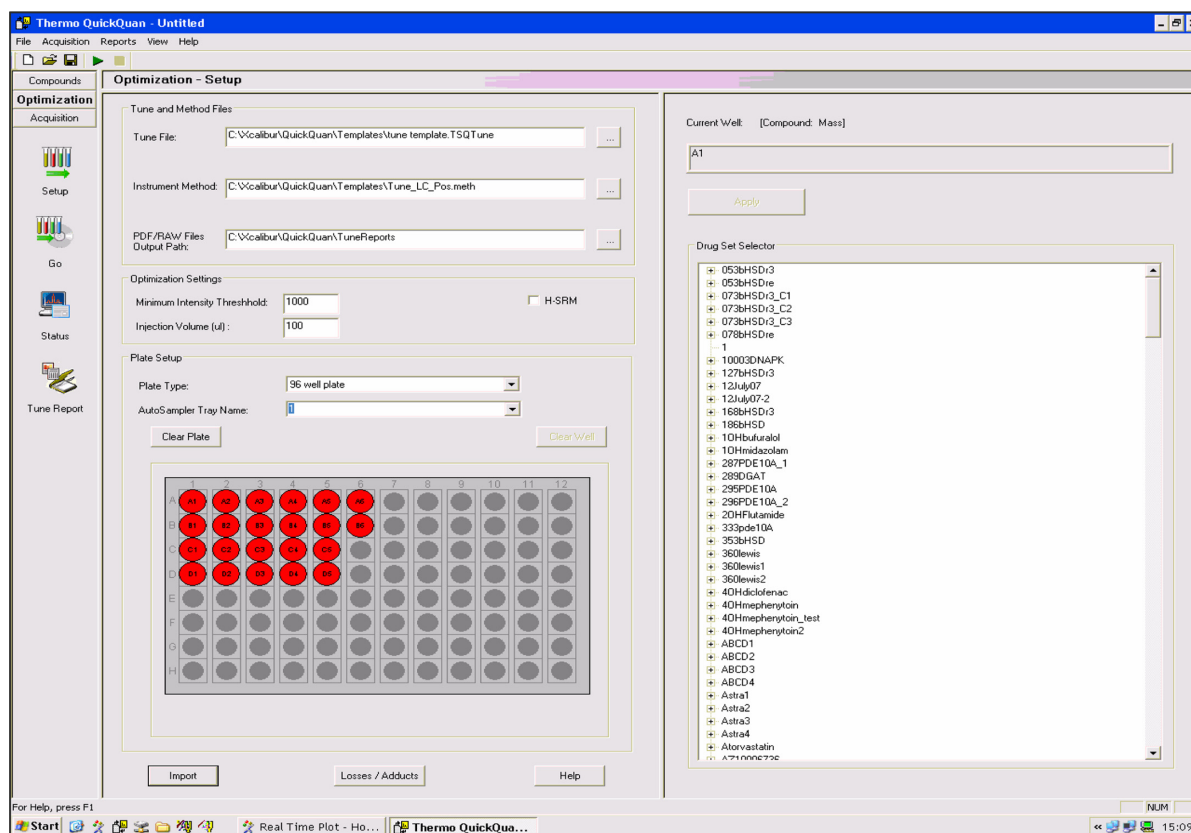 Thermo QuickQuan - Untitled
File Acquisition Reports View Help
Compounds
Optimization
Acquisition
Setup
Go
Status
Tune Report
Optimization - Setup
Tune and Method Files
Tune File: C:\Xcalibur\QuickQuan\Templates\tune template.TSQTune ...
Instrument Method: C:\Xcalibur\QuickQuan\Templates\Tune_LC_Pos.meth ...
PDF/RAW Files
Output Path: C:\Xcalibur\QuickQuan\TuneReports ...
Optimization Settings
Minimum Intensity Threshhold: 1000 H-SRM
Injection Volume (ul) : 100
Plate Setup
Plate Type: 96 well plate
AutoSampler Tray Name: 1
Clear Plate Clear Well
1 2 3 4 5 6 7 8 9 10 11 12
A A1 A2 A3 A4 A5 A6
B B1 B2 B3 B4 B5 B6
C C1 C2 C3 C4 C5
D D1 D2 D3 D4 D5
E
F
G
H
Import Losses / Adducts Help
Current Well: [Compound: Mass]
A1
Apply
Drug Set Selector
053bHSDr3
053bHSDre
073bHSDr3_C1
073bHSDr3_C2
073bHSDr3_C3
078bHSDre
1
10003DNAPK
127bHSDr3
12July07
12July07-2
168bHSDr3
186bHSD
1OHbufuralol
1OHmidazolam
287PDE10A_1
289DGAT
295PDE10A
296PDE10A_2
2OHFlutamide
333pde10A
353bHSD
360lewis
360lewis1
360lewis2
4OHdiclofenac
4OHmephenytoin
4OHmephenytoin_test
4OHmephenytoin2
ABCD1
ABCD2
ABCD3
ABCD4
Astra1
Astra2
Astra3
Astra4
Atorvastatin
AZ10006736
For Help, press F1 NUM
Start Real Time Plot - Ho... Thermo QuickQua... 15:09